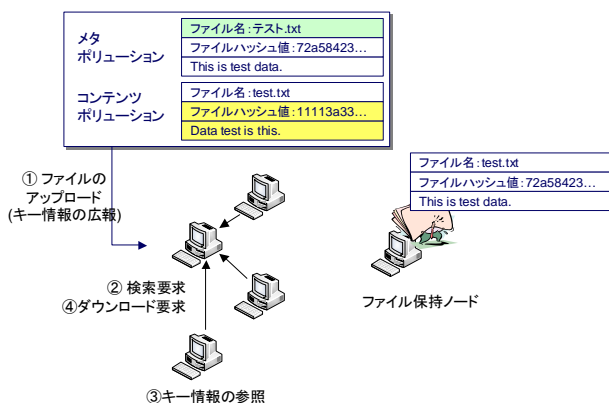 メタ
ポリューション
ファイル名:テスト.txt
ファイルハッシュ値:72a58423…
This is test data.
コンテンツ
ポリューション
ファイル名:test.txt
ファイルハッシュ値:11113a33…
Data test is this.
① ファイルの
アップロード
(キー情報の広報)
ファイル名:test.txt
ファイルハッシュ値:72a58423…
This is test data.
② 検索要求
④ダウンロード要求
ファイル保持ノード
③キー情報の参照